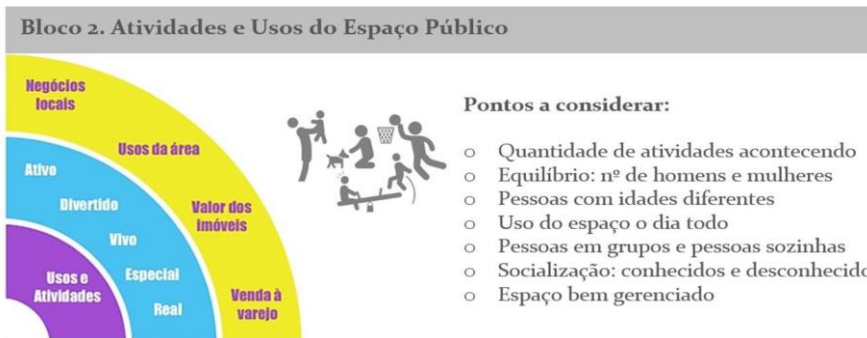 Bloco 2. Atividades e Usos do Espaço Público
Negócios
locais
Usos da área
Valor dos
imóveis
Venda à
varejo
Ativo
Divertido
Vivo
Especial
Real
Usos e
Atividades
Pontos a considerar:
o Quantidade de atividades acontecendo
o Equilíbrio: nº de homens e mulheres
o Pessoas com idades diferentes
o Uso do espaço o dia todo
o Pessoas em grupos e pessoas sozinhas
o Socialização: conhecidos e desconhecido
o Espaço bem gerenciado